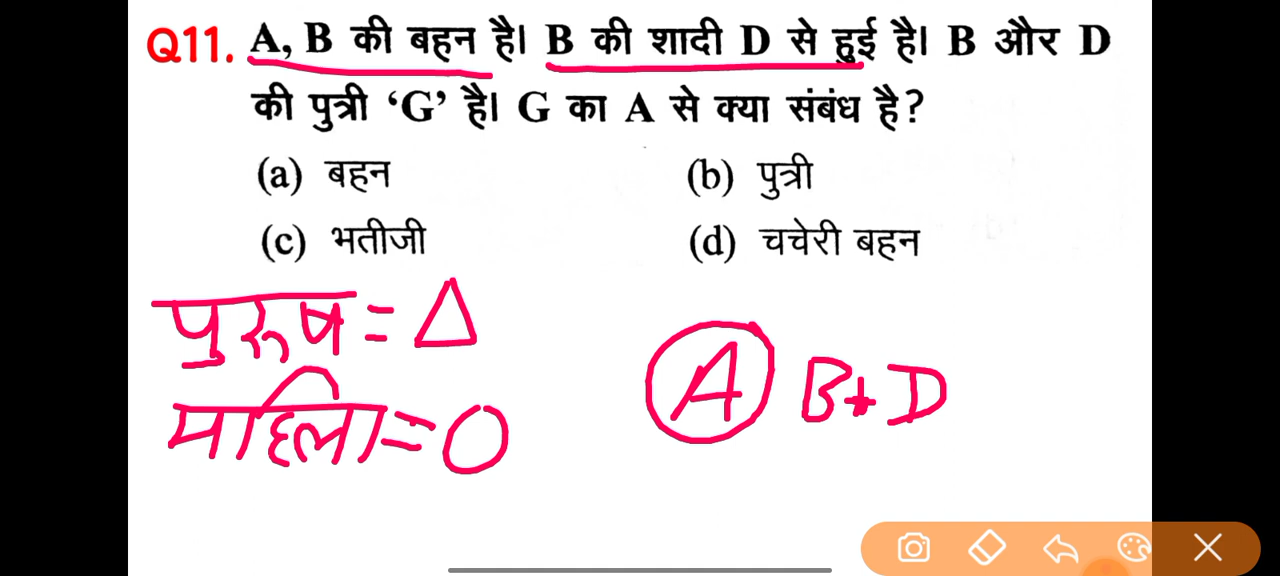 Q11. A, B की बहन है। B की शादी D से हुई है। B और D
की पुत्री ‘G’ है। G का A से क्या संबंध है?
(a) बहन (b) पुत्री
(c) भतीजी (d) चचेरी बहन
पुरुष = Δ
महिला = O
A B + D